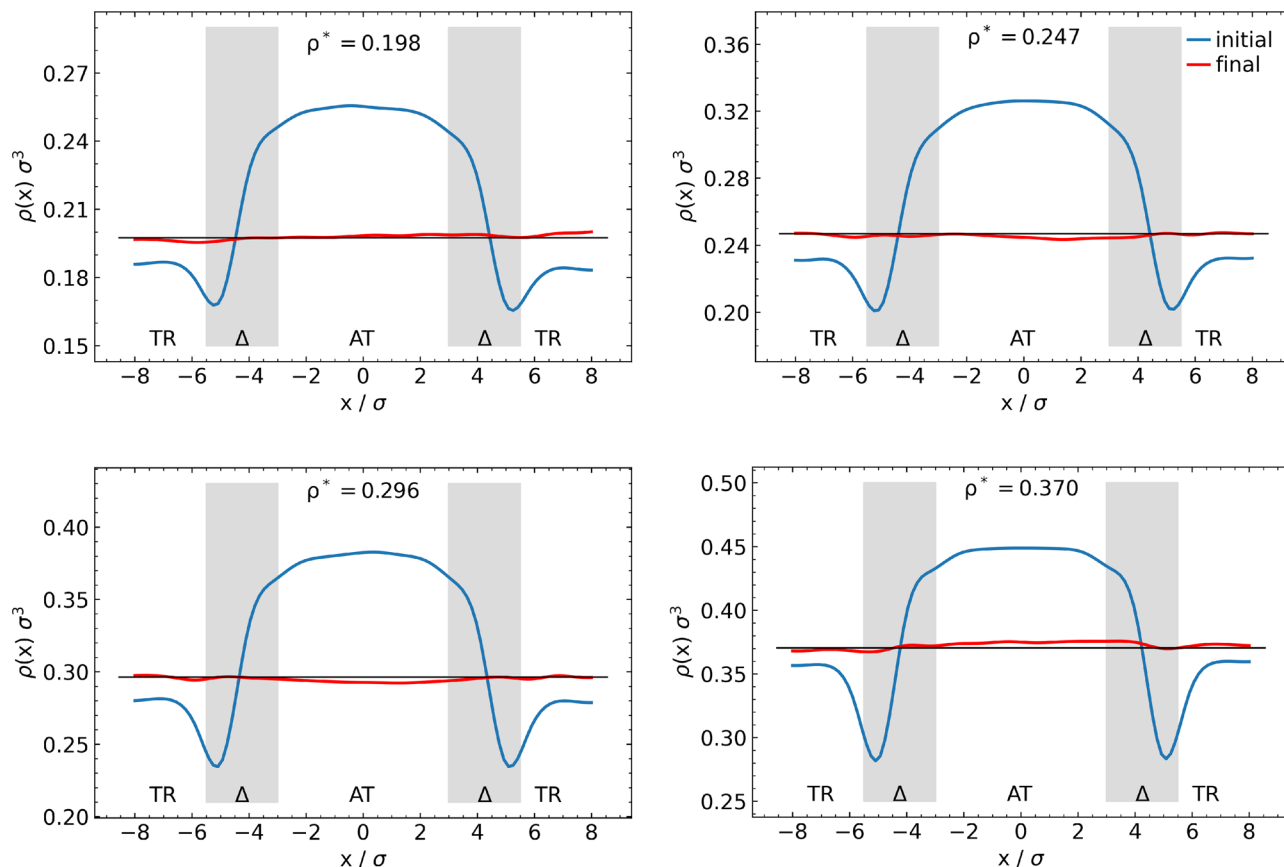 ρ* = 0.198
0.27
0.24
0.21
0.18
0.15
ρ(x) σ³
TR Δ AT Δ TR
−8 −6 −4 −2 0 2 4 6 8
x / σ
ρ* = 0.247
initial
final
0.36
0.32
0.28
0.24
0.20
ρ(x) σ³
TR Δ AT Δ TR
−8 −6 −4 −2 0 2 4 6 8
x / σ
ρ* = 0.296
0.40
0.35
0.30
0.25
0.20
ρ(x) σ³
TR Δ AT Δ TR
−8 −6 −4 −2 0 2 4 6 8
x / σ
ρ* = 0.370
0.50
0.45
0.40
0.35
0.30
0.25
ρ(x) σ³
TR Δ AT Δ TR
−8 −6 −4 −2 0 2 4 6 8
x / σ